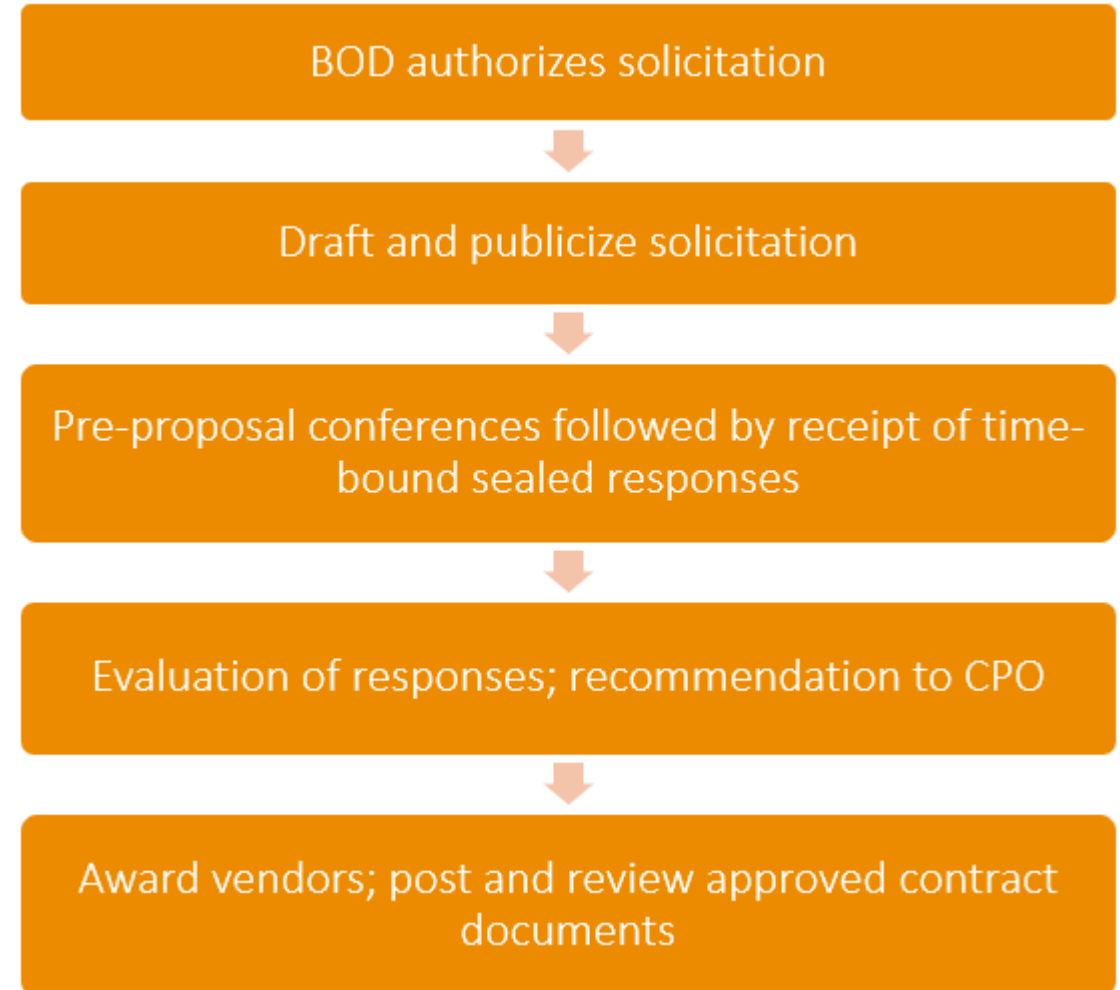 BOD authorizes solicitation
Draft and publicize solicitation
Pre-proposal conferences followed by receipt of time-
bound sealed responses
Evaluation of responses; recommendation to CPO
Award vendors; post and review approved contract
documents